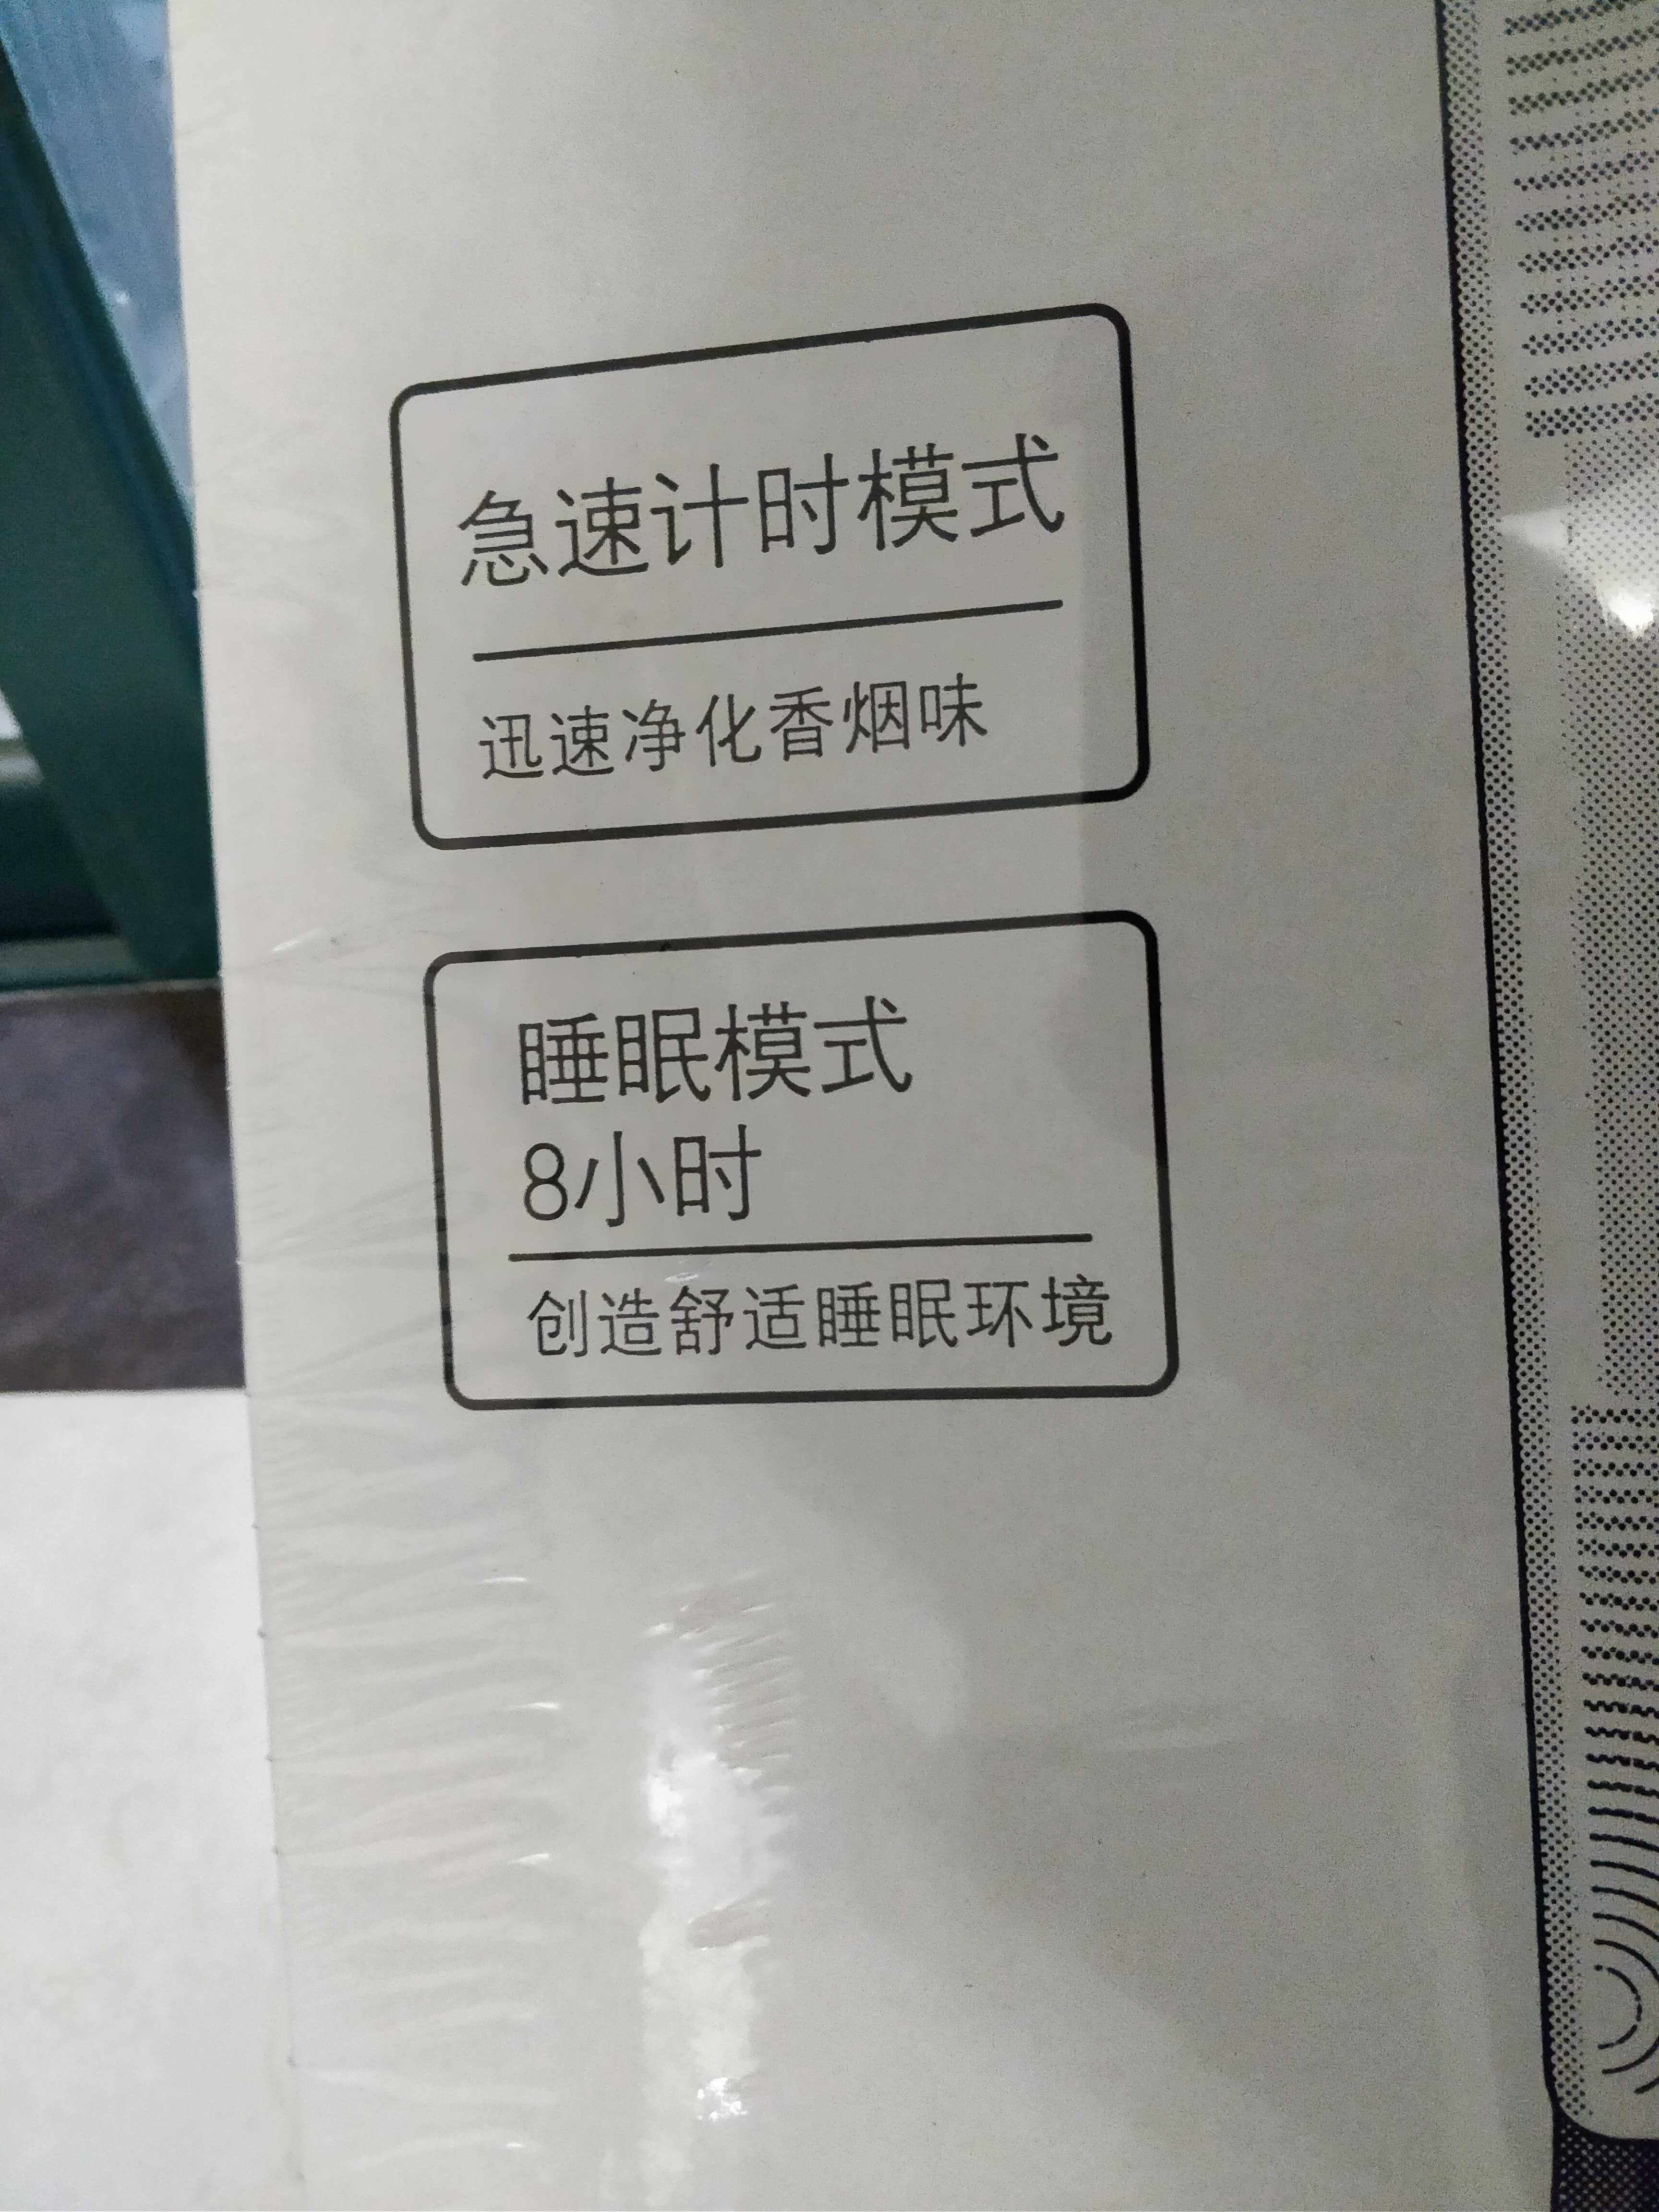 急速计时模式
迅速净化香烟味
睡眠模式
8小时
创造舒适睡眠环境